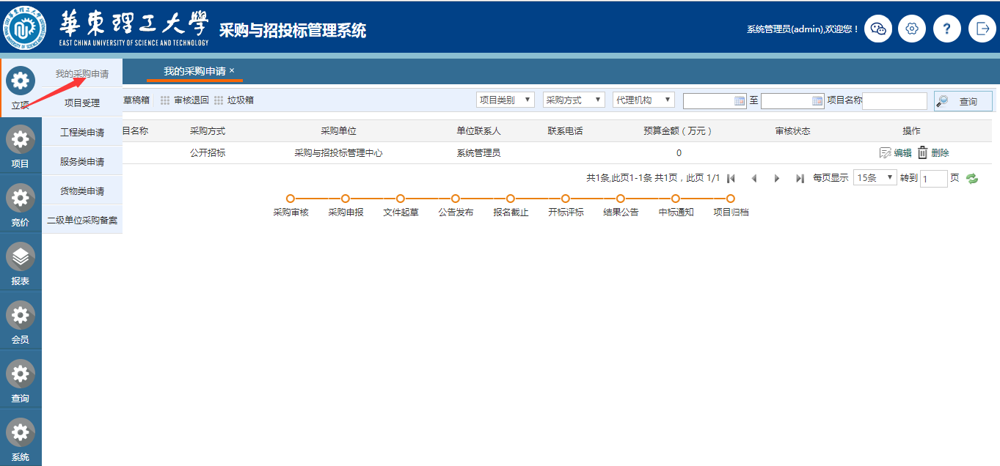 華東理工大學
EAST CHINA UNIVERSITY OF SCIENCE AND TECHNOLOGY
采购与招投标管理系统
系统管理员(admin),欢迎您！
?
立项
项目
竞价
报表
会员
查询
系统
我的采购申请
项目受理
工程类申请
服务类申请
货物类申请
二级单位采购备案
我的采购申请 ×
草稿箱 审核退回 垃圾箱 项目类别 采购方式 代理机构 至 项目名称 查询
目名称 采购方式 采购单位 单位联系人 联系电话 预算金额（万元） 审核状态 操作
公开招标 采购与招投标管理中心 系统管理员 0 编辑 删除
共1条,此页1-1条 共1页，此页 1/1 每页显示 15条 转到 1 页
采购审核 采购申报 文件起草 公告发布 报名截止 开标评标 结果公告 中标通知 项目归档